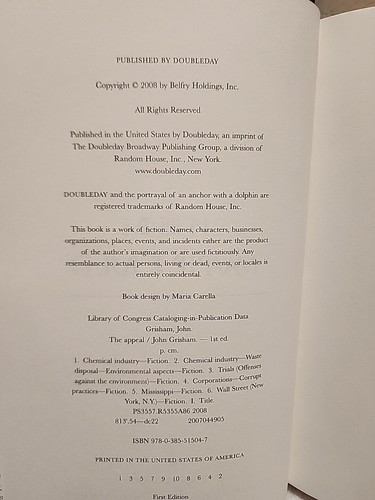 PUBLISHED BY DOUBLEDAY
Copyright © 2008 by Belfry Holdings, Inc.
All Rights Reserved
Published in the United States by Doubleday, an imprint of
The Doubleday Broadway Publishing Group, a division of
Random House, Inc., New York.
www.doubleday.com
DOUBLEDAY and the portrayal of an anchor with a dolphin are
registered trademarks of Random House, Inc.
This book is a work of fiction. Names, characters, businesses,
organizations, places, events, and incidents either are the product
of the author's imagination or are used fictitiously. Any
resemblance to actual persons, living or dead, events, or locales is
entirely coincidental.
Book design by Maria Carella
Library of Congress Cataloging-in-Publication Data
Grisham, John.
The appeal / John Grisham. — 1st ed.
p. cm.
1. Chemical industry—Fiction. 2. Chemical industry—Waste
disposal—Environmental aspects—Fiction. 3. Trials (Offenses
against the environment)—Fiction. 4. Corporations—Corrupt
practices—Fiction. 5. Mississippi—Fiction. 6. Wall Street (New
York, N.Y.)—Fiction. I. Title.
PS3557.R5355A86 2008
813'.54—dc22 2007044905
ISBN 978-0-385-51504-7
PRINTED IN THE UNITED STATES OF AMERICA
1 3 5 7 9 10 8 6 4 2
First Edition